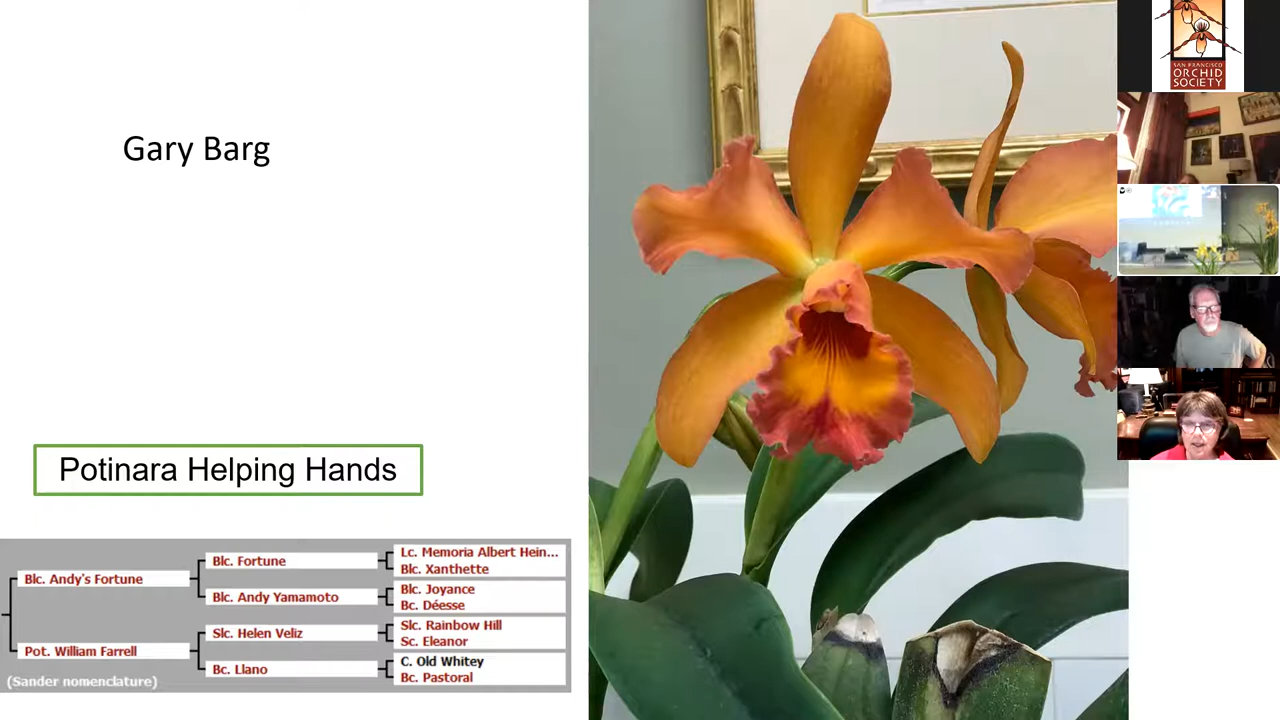 Gary Barg
Potinara Helping Hands
Blc. Andy's Fortune
Pot. William Farrell
Blc. Fortune
Blc. Andy Yamamoto
Slc. Helen Veliz
Bc. Llano
Lc. Memoria Albert Hein...
Blc. Xanthette
Blc. Joyance
Bc. Déesse
Slc. Rainbow Hill
Sc. Eleanor
C. Old Whitey
Bc. Pastoral
(Sander nomenclature)
SAN FRANCISCO
ORCHID
SOCIETY